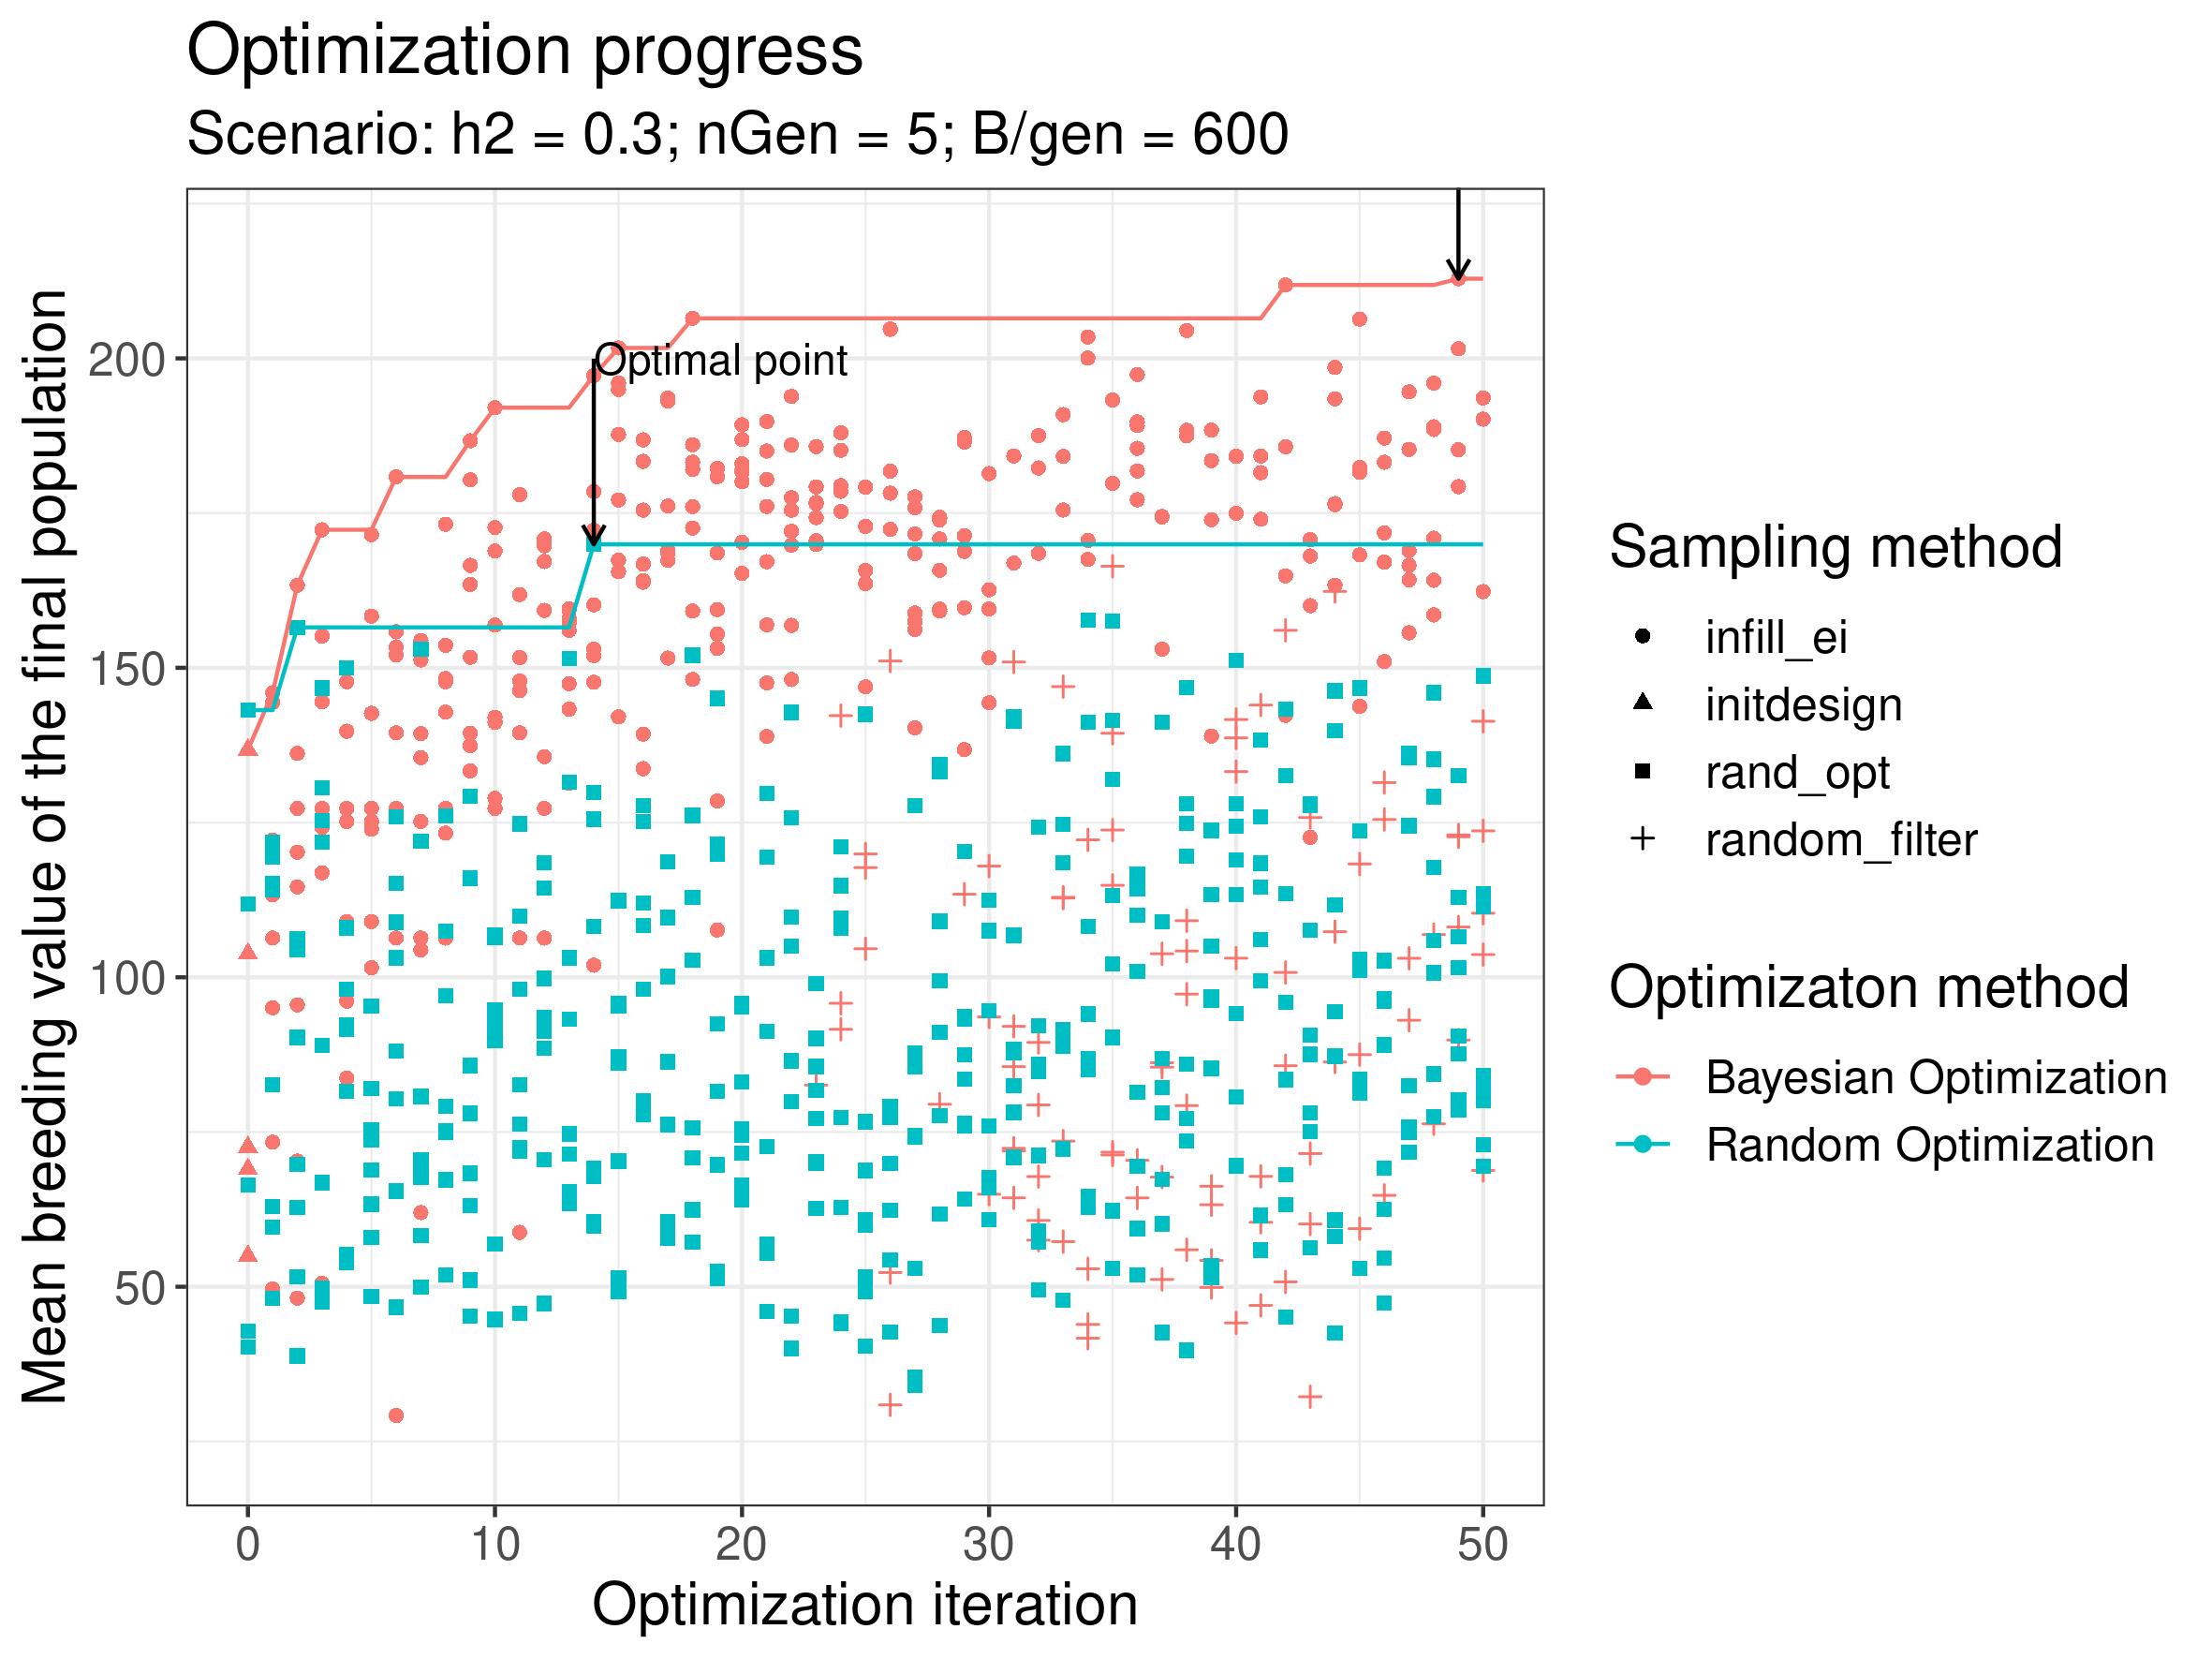 Optimization progress
Scenario: h2 = 0.3; nGen = 5; B/gen = 600
Mean breeding value of the final population
200
150
100
50
Optimal point
0 10 20 30 40 50
Optimization iteration
Sampling method
infill_ei
initdesign
rand_opt
random_filter
Optimizaton method
Bayesian Optimization
Random Optimization